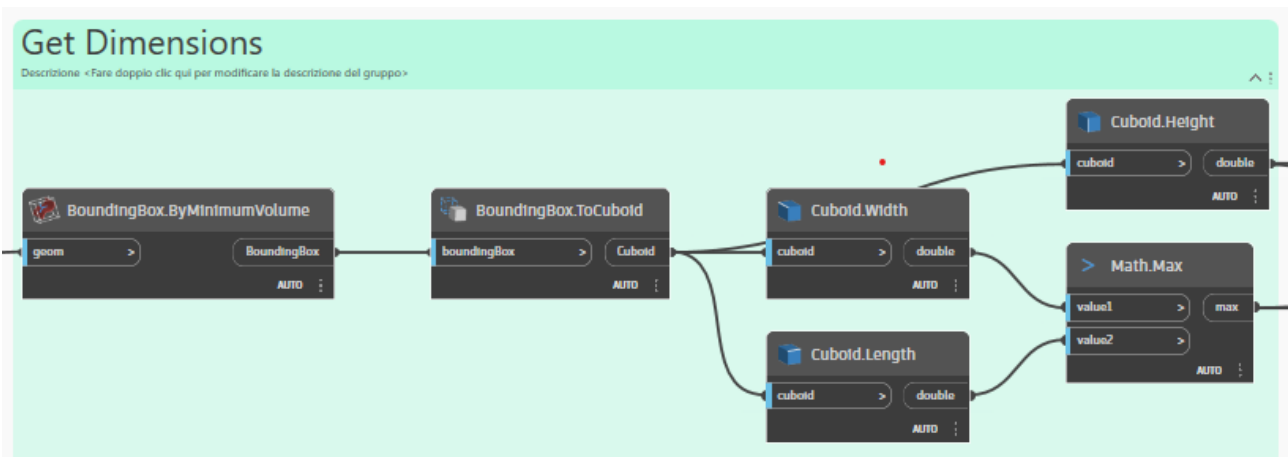 Get Dimensions
Descrizione <Fare doppio clic qui per modificare la descrizione del gruppo>
Cuboid.Height
cuboid > double
AUTO
BoundingBox.ByMinimumVolume
geom > BoundingBox
AUTO
BoundingBox.ToCuboid
boundingBox > Cuboid
AUTO
Cuboid.Width
cuboid > double
AUTO
> Math.Max
value1 > max
value2 >
AUTO
Cuboid.Length
cuboid > double
AUTO